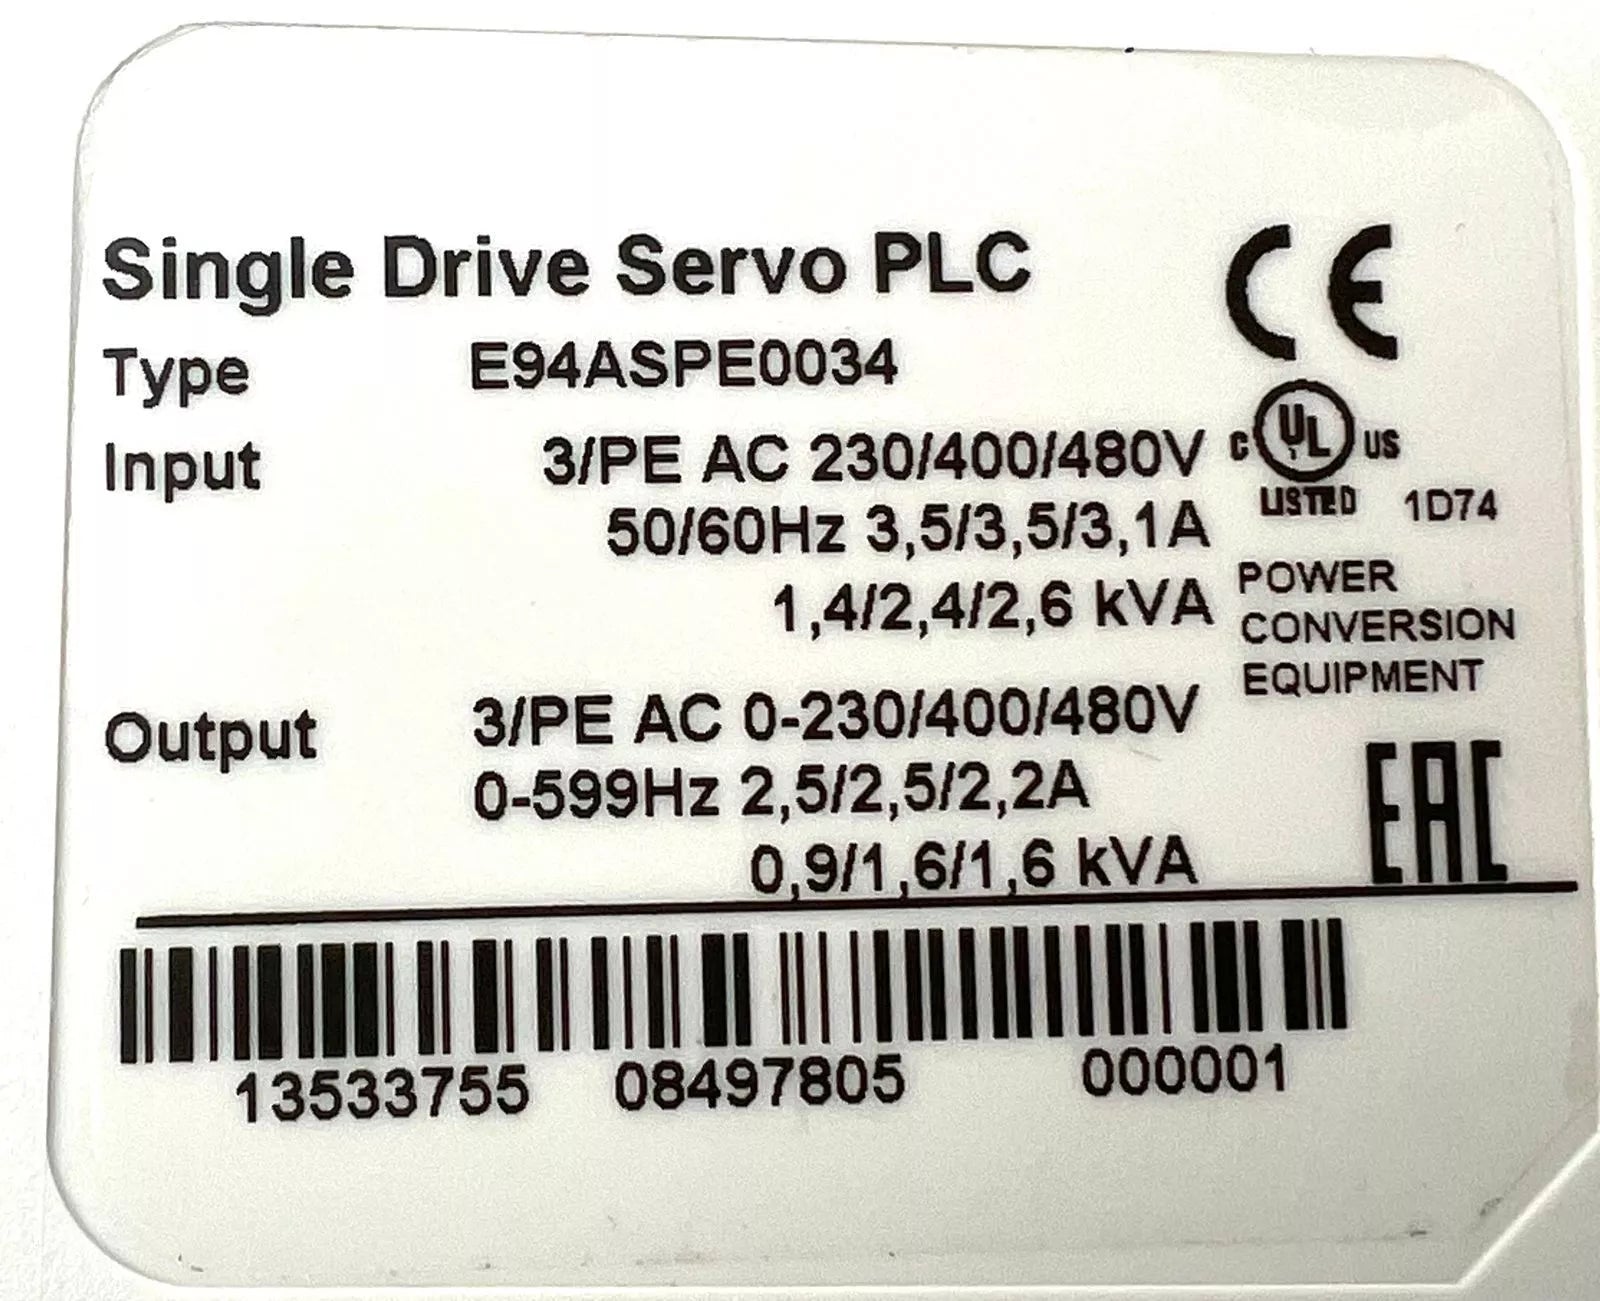 Single Drive Servo PLC
CE
Type E94ASPE0034
Input 3/PE AC 230/400/480V
C UL US
LISTED 1D74
50/60Hz 3,5/3,5/3,1A
1,4/2,4/2,6 kVA
POWER
CONVERSION
EQUIPMENT
Output 3/PE AC 0-230/400/480V
0-599Hz 2,5/2,5/2,2A
0,9/1,6/1,6 kVA
EAC
13533755 08497805 000001